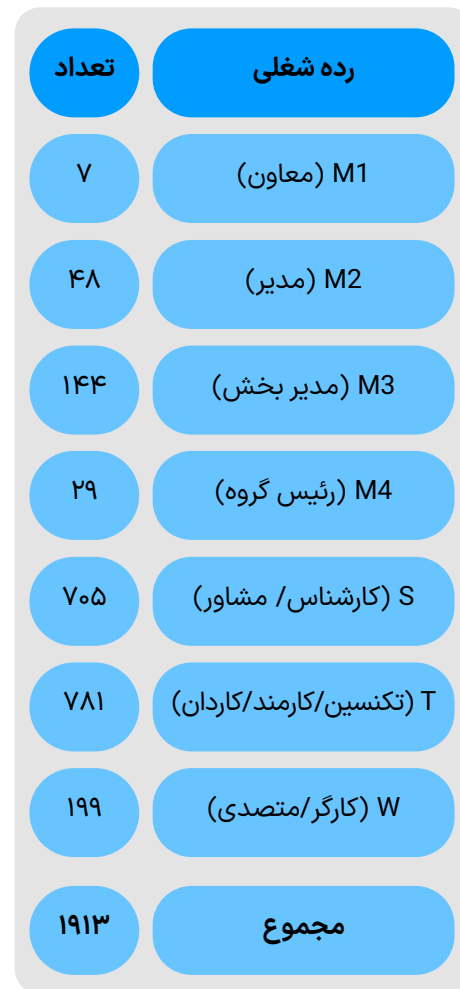 رده شغلی تعداد
M1 (معاون) ۷
M2 (مدیر) ۴۸
M3 (مدیر بخش) ۱۴۴
M4 (رئیس گروه) ۲۹
S (کارشناس/ مشاور) ۷۰۵
T (تکنسین/کارمند/کاردان) ۷۸۱
W (کارگر/متصدی) ۱۹۹
مجموع ۱۹۱۳